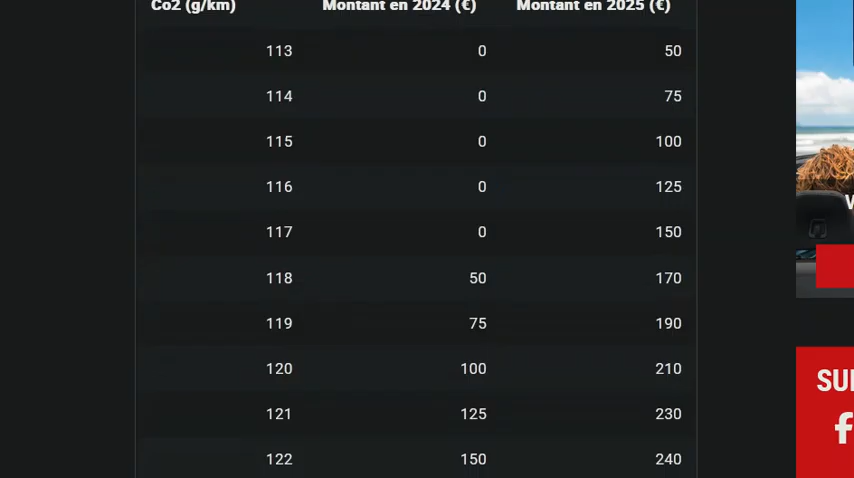 Co2 (g/km) Montant en 2024 (€) Montant en 2025 (€)
113 0 50
114 0 75
115 0 100
116 0 125
117 0 150
118 50 170
119 75 190
120 100 210
121 125 230
122 150 240